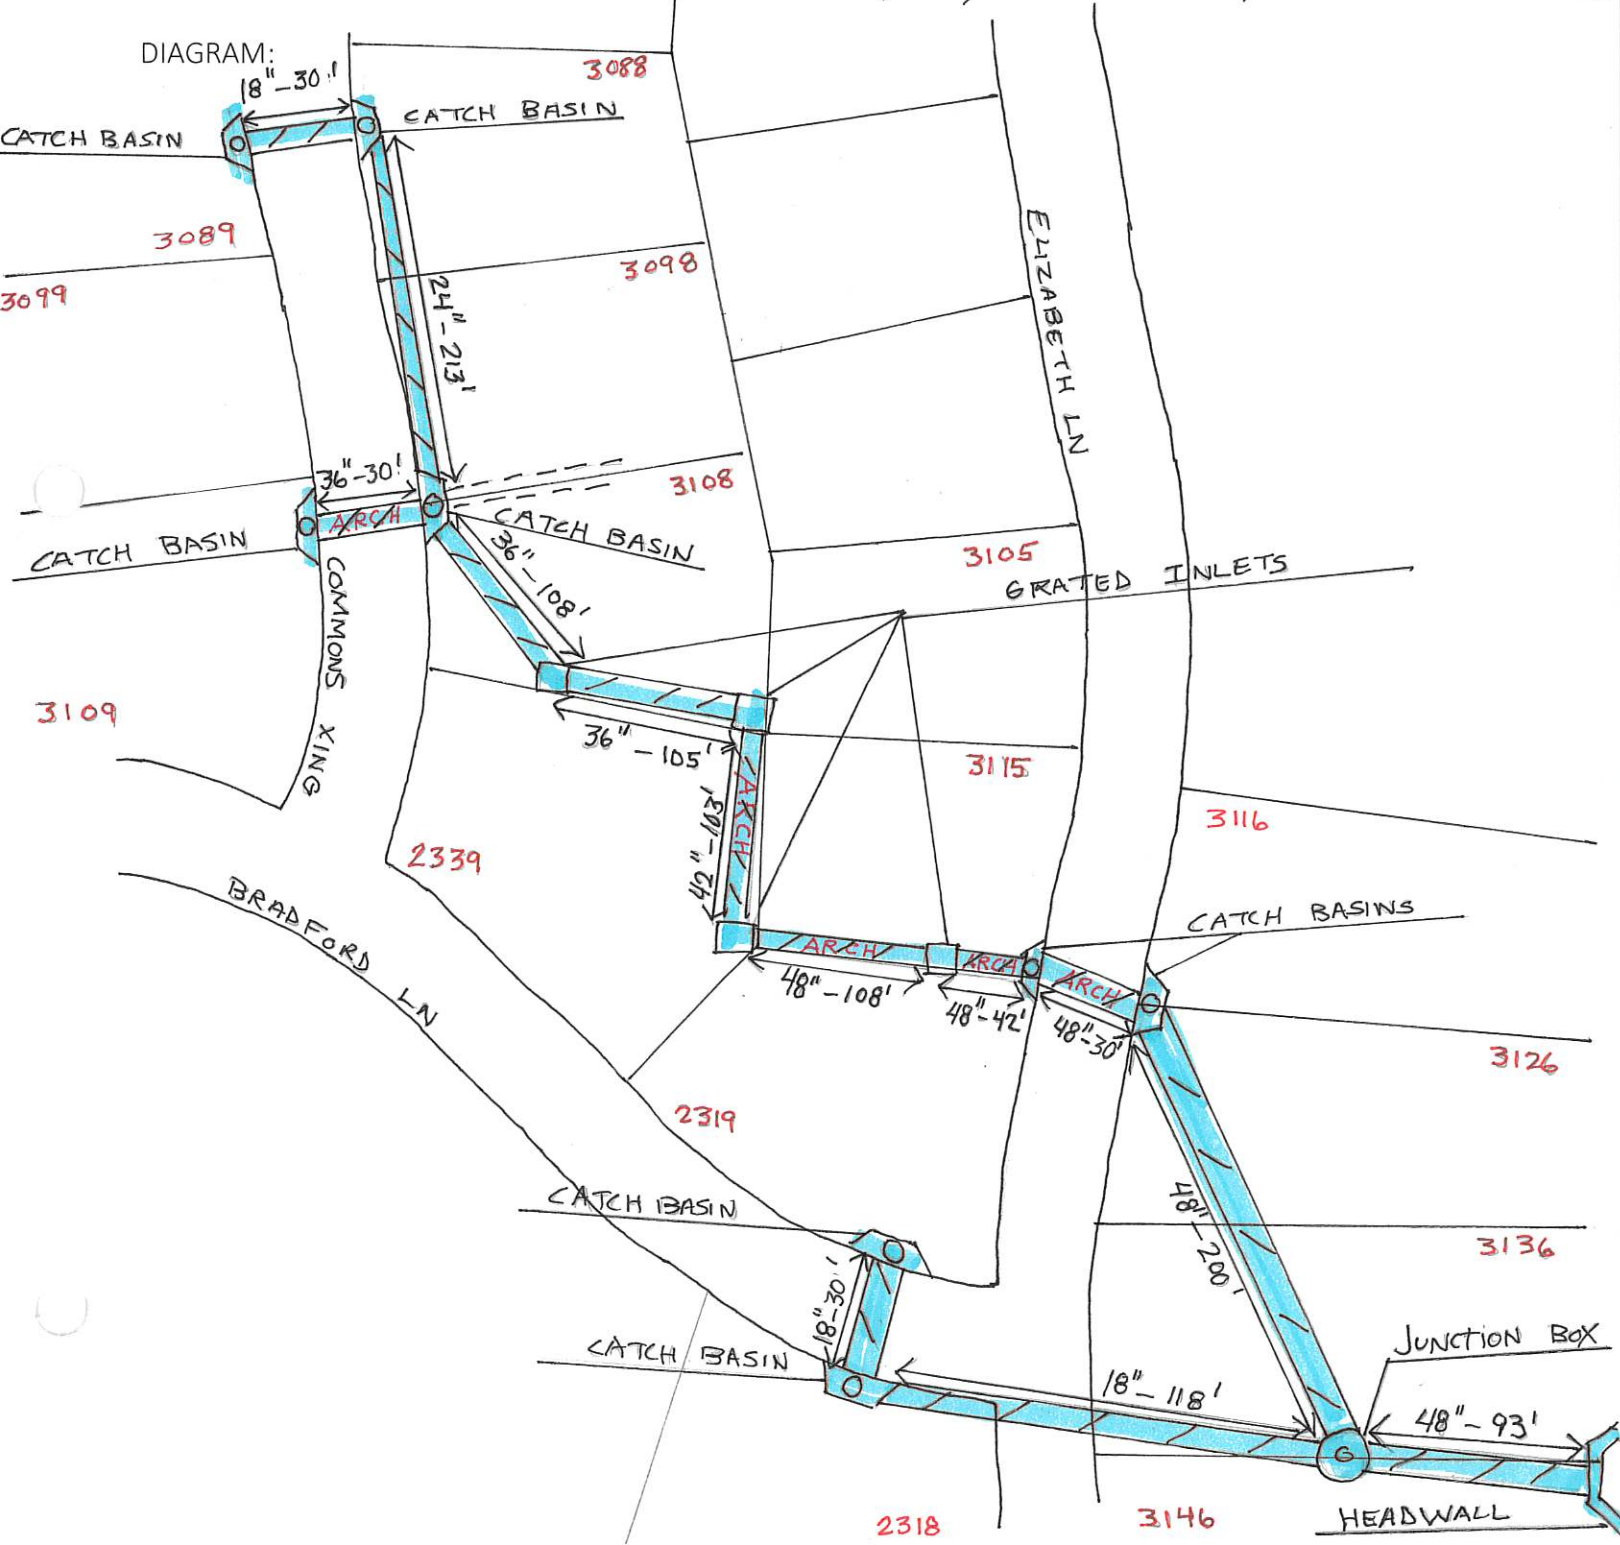 DIAGRAM:
18"-30'
3088
CATCH BASIN
CATCH BASIN
3089
3098
3099
24"-213'
ELIZABETH LN
36"-30'
3108
ARCH
CATCH BASIN
CATCH BASIN
36"-108'
3105
GRATED INLETS
COMMONS XING
3109
36"-105'
3115
ARCH
42"-103'
3116
2339
BRADFORD LN
CATCH BASINS
ARCH
ARCH
ARCH
48"-108'
48"-42'
48"-30'
3126
2319
CATCH BASIN
48"-200'
3136
18"-30'
JUNCTION BOX
CATCH BASIN
18"-118'
48"-93'
G
2318
3146
HEADWALL